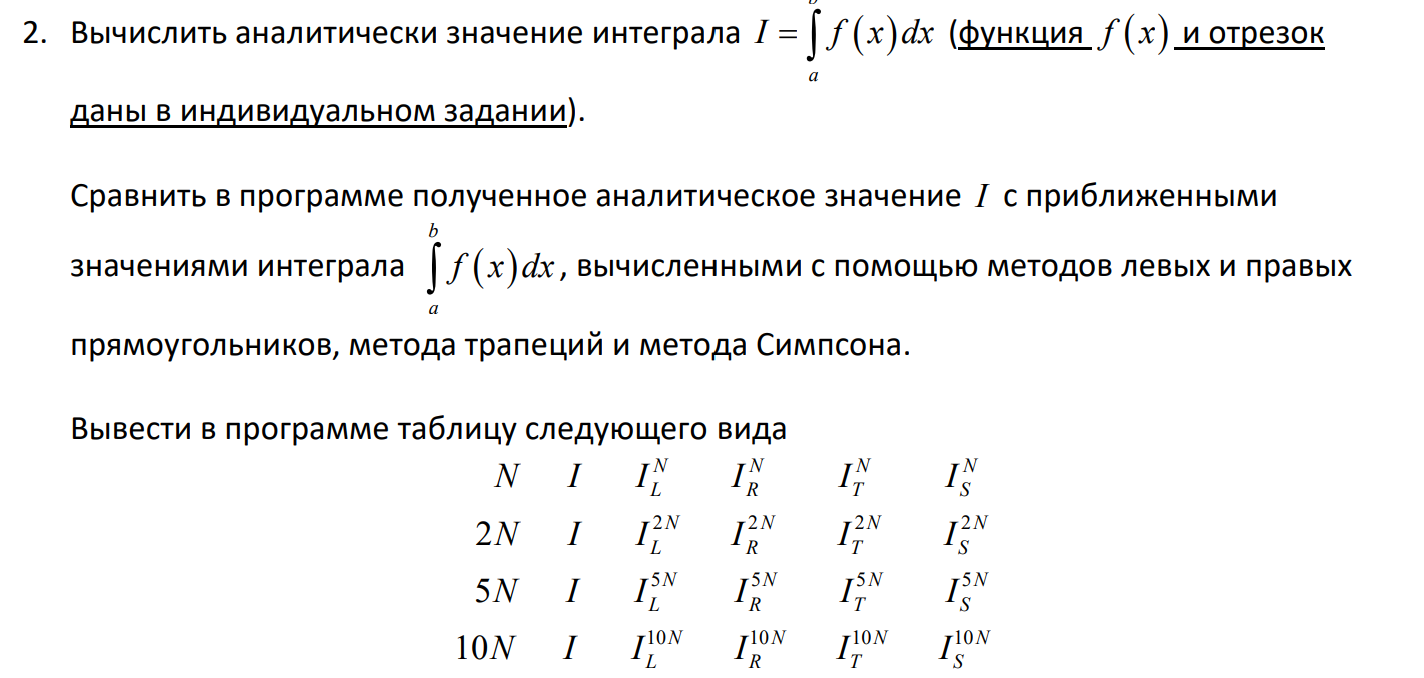 2. Вычислить аналитически значение интеграла I = ∫_a^b f(x)dx (функция f(x) и отрезок
даны в индивидуальном задании).
Сравнить в программе полученное аналитическое значение I с приближенными
значениями интеграла ∫_a^b f(x)dx, вычисленными с помощью методов левых и правых
прямоугольников, метода трапеций и метода Симпсона.
Вывести в программе таблицу следующего вида
N I I_L^N I_R^N I_T^N I_S^N
2N I I_L^{2N} I_R^{2N} I_T^{2N} I_S^{2N}
5N I I_L^{5N} I_R^{5N} I_T^{5N} I_S^{5N}
10N I I_L^{10N} I_R^{10N} I_T^{10N} I_S^{10N}